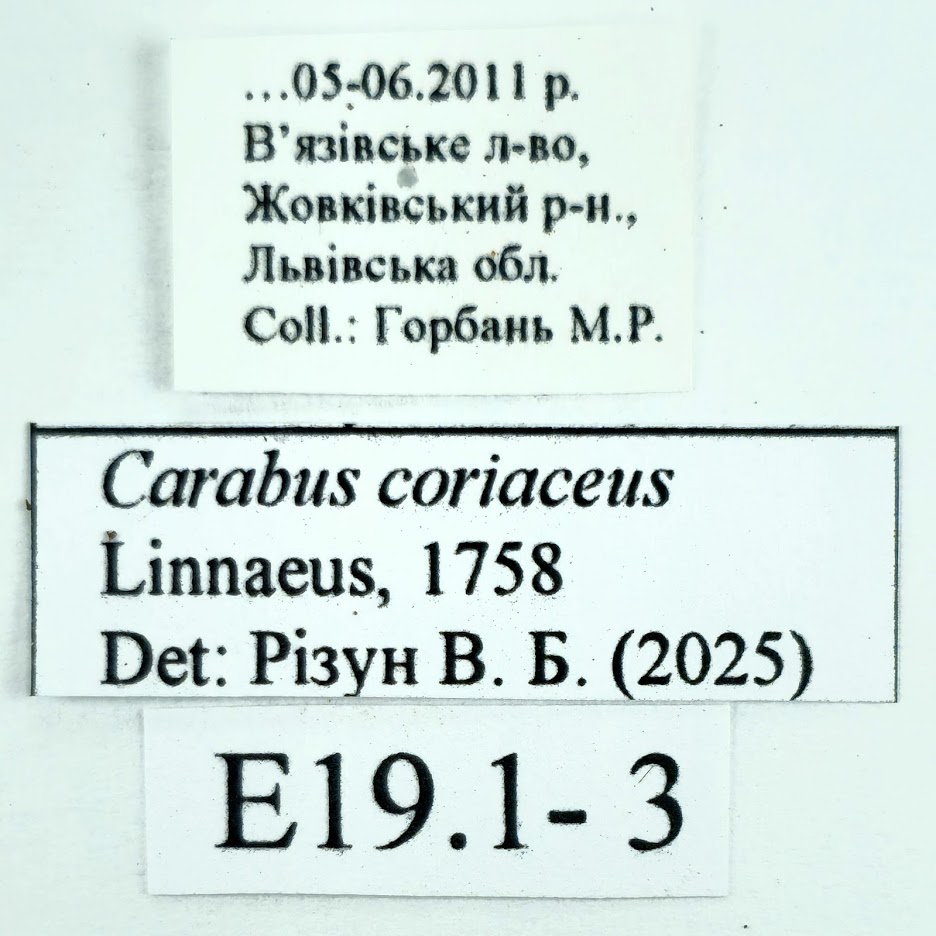 ...05-06.2011 р.
В’язівське л-во,
Жовківський р-н.,
Львівська обл.
Coll.: Горбань М.Р.
Carabus coriaceus
Linnaeus, 1758
Det: Різун В. Б. (2025)
E19.1- 3